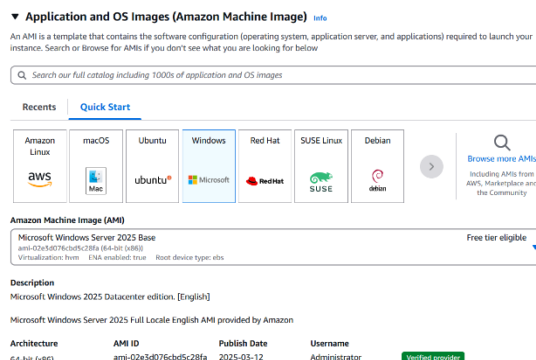 ▼ Application and OS Images (Amazon Machine Image) Info
An AMI is a template that contains the software configuration (operating system, application server, and applications) required to launch your
instance. Search or Browse for AMIs if you don't see what you are looking for below
Search our full catalog including 1000s of application and OS images
Recents Quick Start
Amazon Linux
aws
macOS
Mac
Ubuntu
ubuntu®
Windows
Microsoft
Red Hat
Red Hat
SUSE Linux
SUSE
Debian
debian
Browse more AMIs
Including AMIs from
AWS, Marketplace and
the Community
Amazon Machine Image (AMI)
Microsoft Windows Server 2025 Base Free tier eligible
ami-02e3d076cbd5c28fa (64-bit (x86))
Virtualization: hvm ENA enabled: true Root device type: ebs
Description
Microsoft Windows 2025 Datacenter edition. [English]
Microsoft Windows Server 2025 Full Locale English AMI provided by Amazon
Architecture AMI ID Publish Date Username
64-bit (x86) ami-02e3d076cbd5c28fa 2025-03-12 Administrator Verified provider